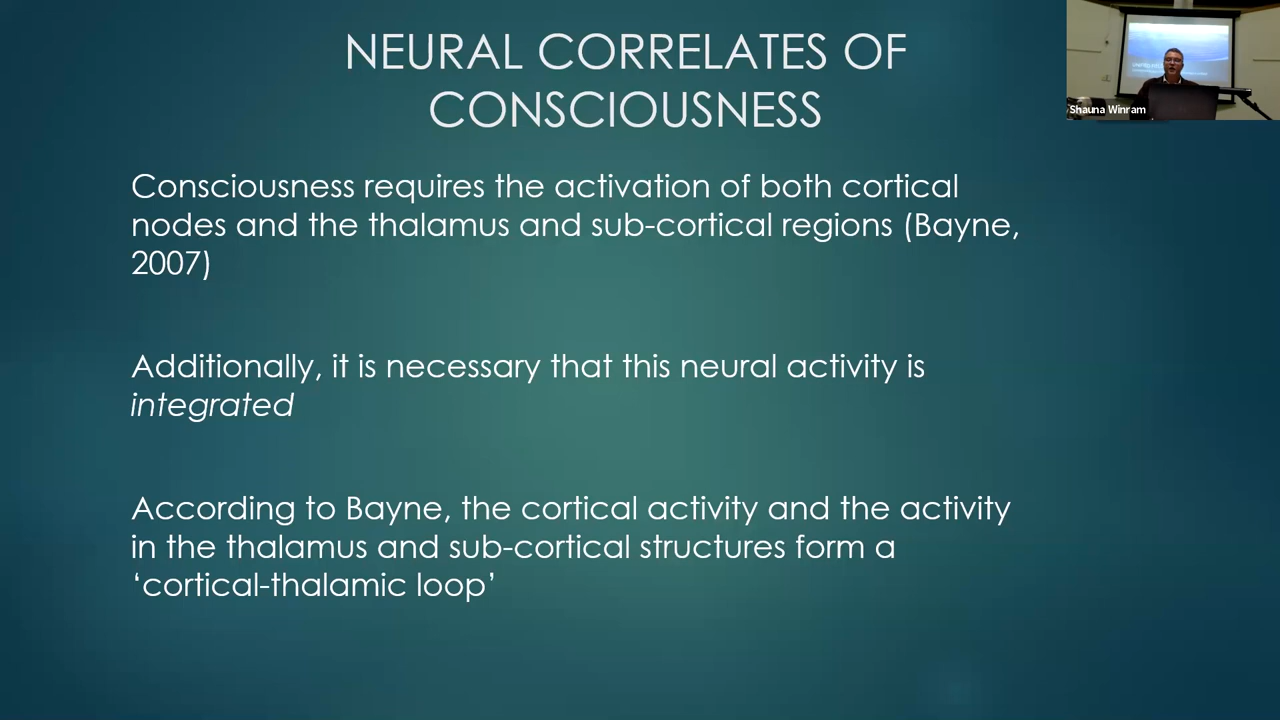 NEURAL CORRELATES OF
CONSCIOUSNESS
Shauna Winram
Consciousness requires the activation of both cortical
nodes and the thalamus and sub-cortical regions (Bayne,
2007)
Additionally, it is necessary that this neural activity is
integrated
According to Bayne, the cortical activity and the activity
in the thalamus and sub-cortical structures form a
‘cortical-thalamic loop’